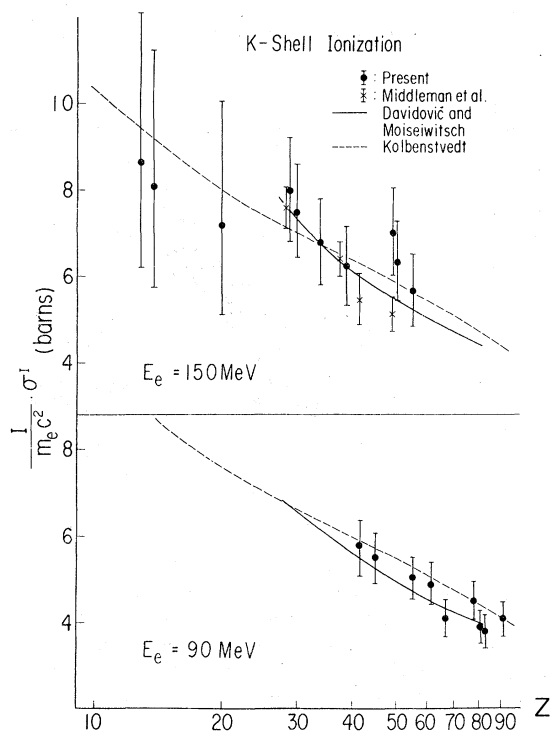 K-Shell Ionization
: Present
: Middleman et al.
Davidović and
Moiseiwitsch
Kolbenstvedt
10
8
6
4
E_e = 150 MeV
I / m_e c² · σ^I (barns)
8
6
4
E_e = 90 MeV
10 20 30 40 50 60 70 80 90 Z